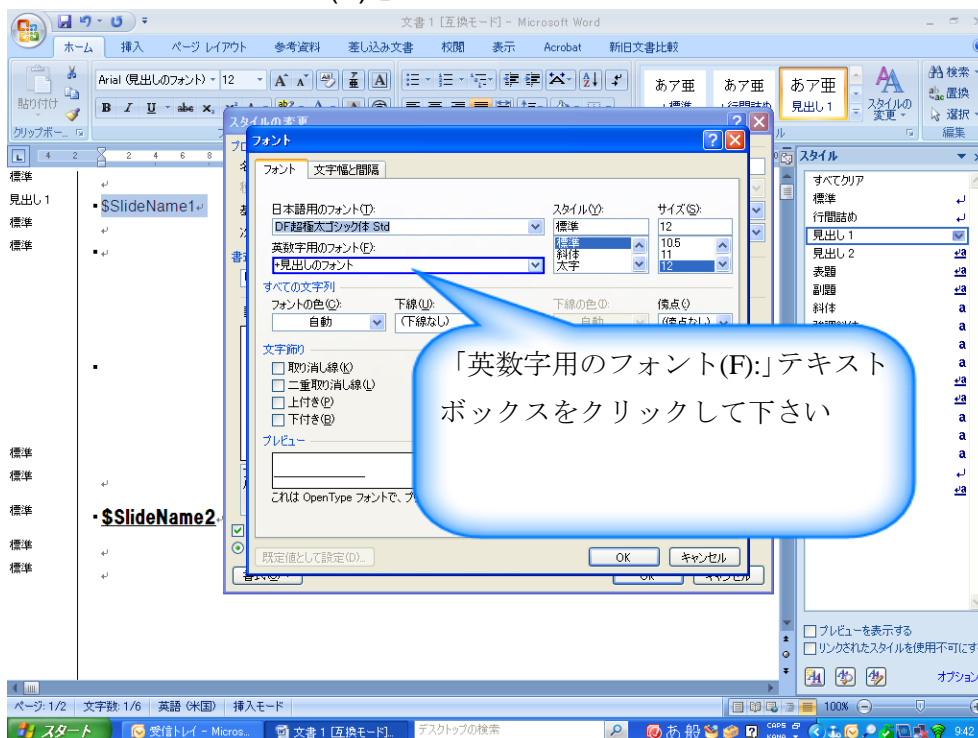 文書 1 [互換モード] - Microsoft Word
ホーム 挿入 ページ レイアウト 参考資料 差し込み文書 校閲 表示 Acrobat 新旧文書比較
Arial (見出しのフォント) 12
貼り付け
B I U abc x,
あア亜 あア亜 あア亜
標準 行間詰め 見出し 1
スタイルの変更
検索
置換
選択
クリップボー...
編集
スタイルの変更
フォント
フォント 文字幅と間隔
日本語用のフォント(T): スタイル(Y): サイズ(S):
DF超極太ゴシック体 Std 標準 12
英数字用のフォント(F): 標準 10.5
斜体 11
+見出しのフォント 太字 12
すべての文字列
フォントの色(C): 下線(U): 下線の色(I): 傍点(·)
自動 (下線なし) 自動 (傍点なし)
文字飾り
取り消し線(K)
二重取り消し線(L)
上付き(P)
下付き(B)
プレビュー
これは OpenType フォントで、プ
既定値として設定(D)... OK キャンセル
OK キャンセル
「英数字用のフォント(F):」テキスト
ボックスをクリックして下さい
標準
見出し 1
標準
標準
標準
標準
標準
標準
標準
$SlideName1
$SlideName2
スタイル
すべてクリア
標準
行間詰め
見出し 1
見出し 2
表題
副題
斜体
プレビューを表示する
リンクされたスタイルを使用不可にす
オプション
ページ: 1/2 文字数: 1/6 英語 (米国) 挿入モード 100%
スタート 受信トレイ - Micros... 文書 1 [互換モード]... デスクトップの検索 あ 般 CAPS KANA 9:42